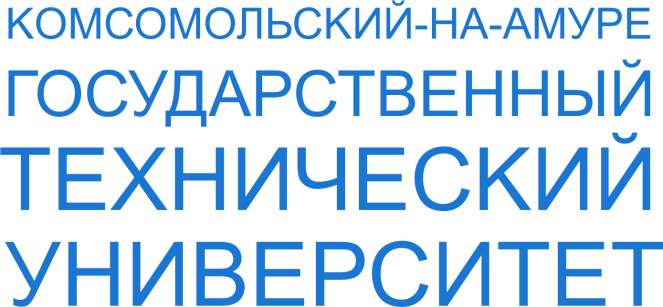 КОМСОМОЛЬСКИЙ-НА-АМУРЕ
ГОСУДАРСТВЕННЫЙ
ТЕХНИЧЕСКИЙ
УНИВЕРСИТЕТ